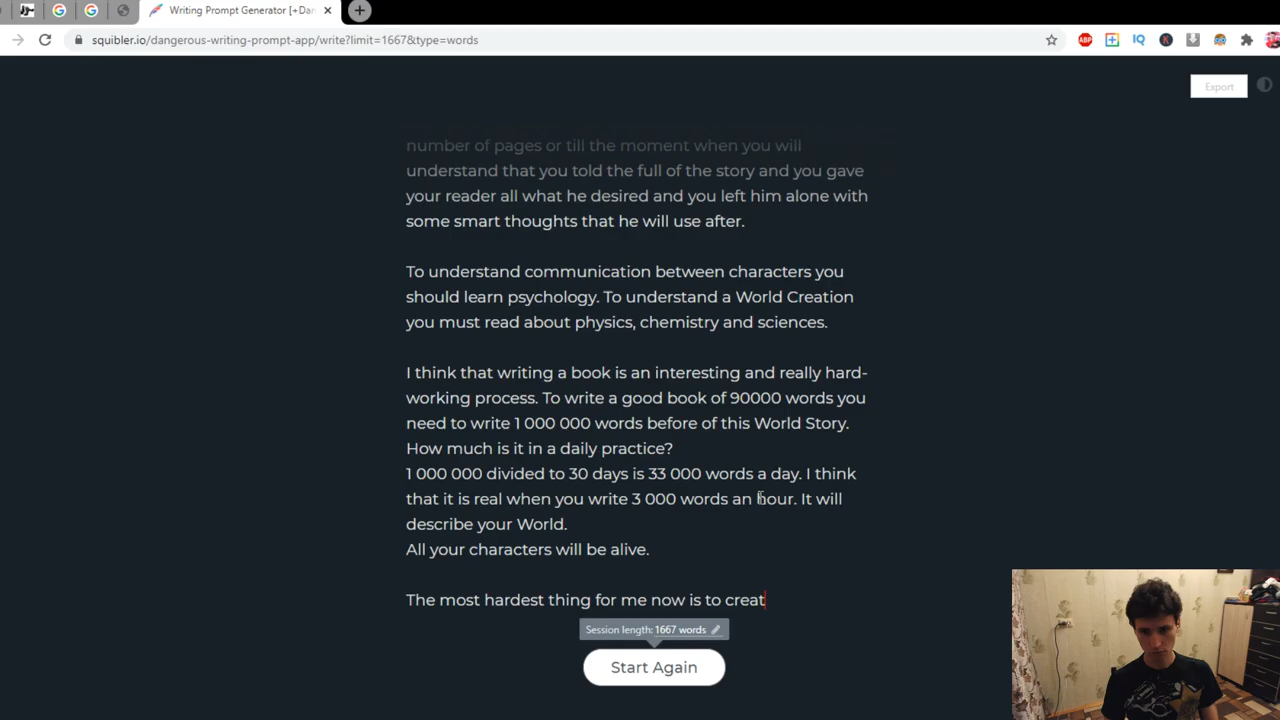 Writing Prompt Generator [+Dan
squibler.io/dangerous-writing-prompt-app/write?limit=1667&type=words
ABP
IQ
K
Export
number of pages or till the moment when you will
understand that you told the full of the story and you gave
your reader all what he desired and you left him alone with
some smart thoughts that he will use after.
To understand communication between characters you
should learn psychology. To understand a World Creation
you must read about physics, chemistry and sciences.
I think that writing a book is an interesting and really hard-
working process. To write a good book of 90000 words you
need to write 1 000 000 words before of this World Story.
How much is it in a daily practice?
1 000 000 divided to 30 days is 33 000 words a day. I think
that it is real when you write 3 000 words an hour. It will
describe your World.
All your characters will be alive.
The most hardest thing for me now is to creat
Session length: 1667 words
Start Again